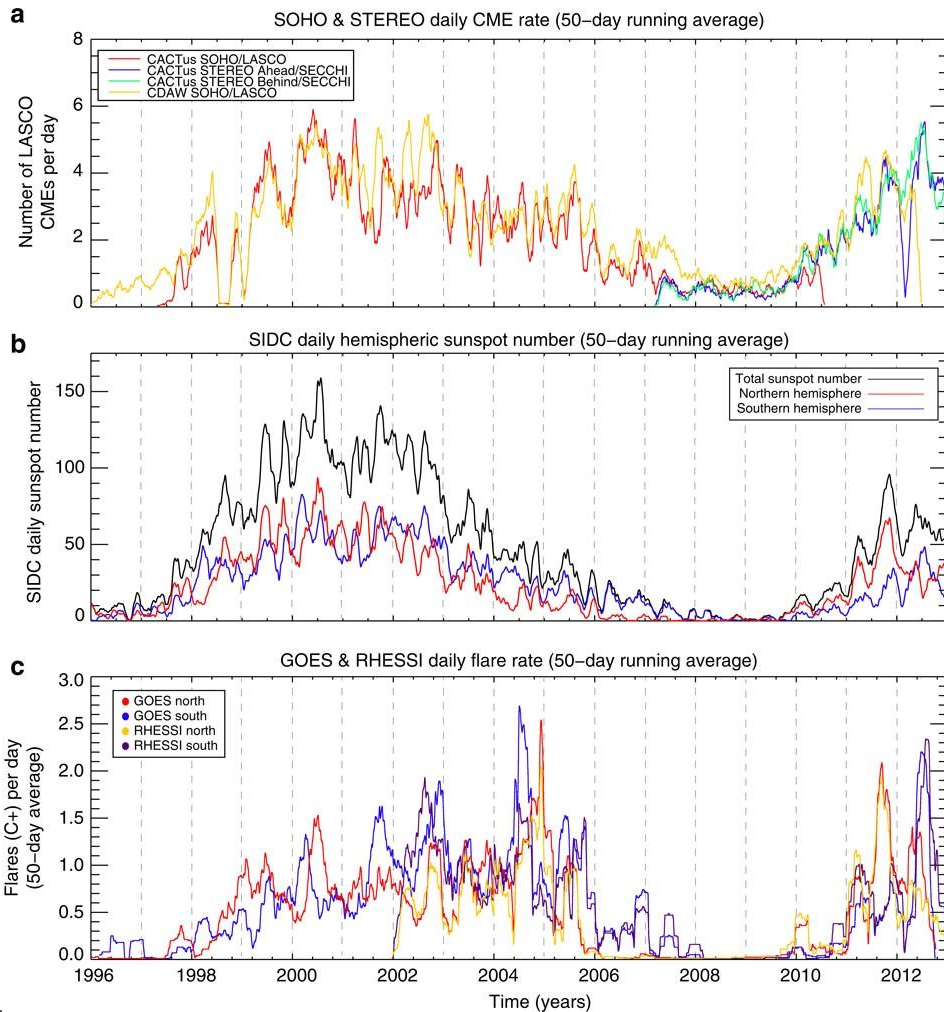 a
SOHO & STEREO daily CME rate (50−day running average)
8
6
4
2
0
Number of LASCO
CMEs per day
CACTus SOHO/LASCO
CACTus STEREO Ahead/SECCHI
CACTus STEREO Behind/SECCHI
CDAW SOHO/LASCO
b
SIDC daily hemispheric sunspot number (50−day running average)
150
100
50
0
SIDC daily sunspot number
Total sunspot number
Northern hemisphere
Southern hemisphere
c
GOES & RHESSI daily flare rate (50−day running average)
3.0
2.5
2.0
1.5
1.0
0.5
0.0
Flares (C+) per day
(50−day average)
GOES north
GOES south
RHESSI north
RHESSI south
1996 1998 2000 2002 2004 2006 2008 2010 2012
Time (years)